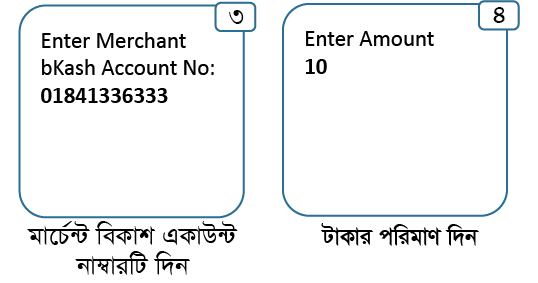 ৩
Enter Merchant
bKash Account No:
01841336333
মার্চেন্ট বিকাশ একাউন্ট
নাম্বারটি দিন
৪
Enter Amount
10
টাকার পরিমাণ দিন